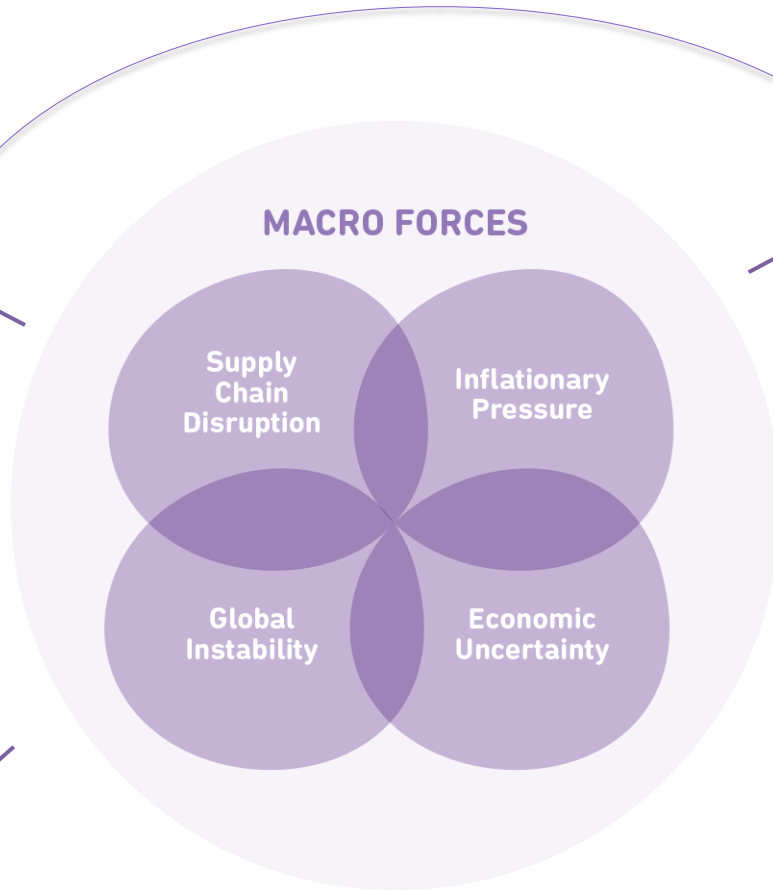 MACRO FORCES
Supply
Chain
Disruption
Inflationary
Pressure
Global
Instability
Economic
Uncertainty